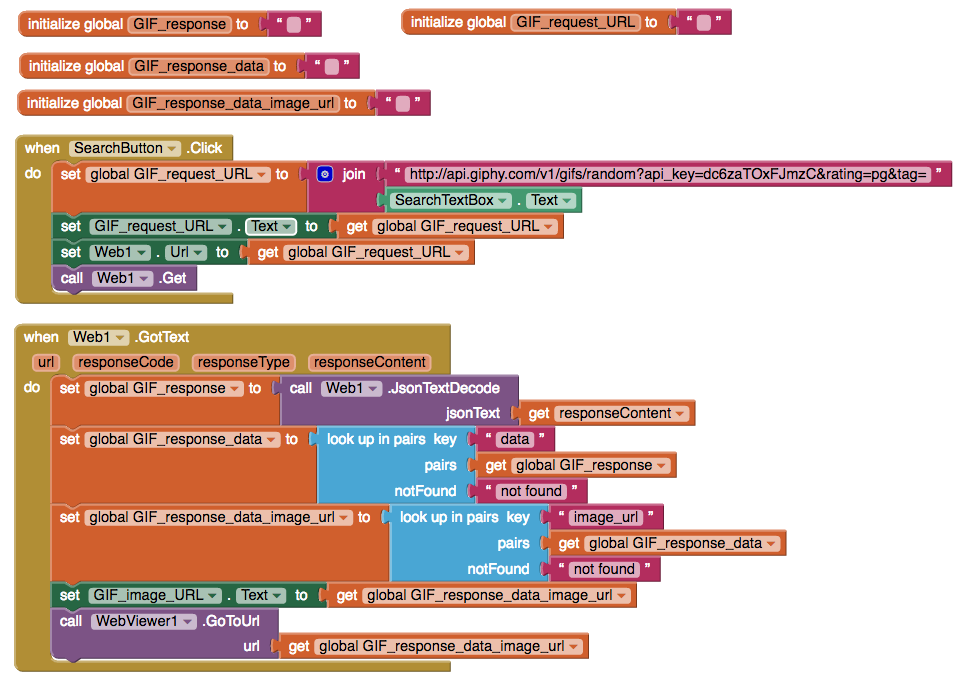 initialize global GIF_response to " "
initialize global GIF_request_URL to " "
initialize global GIF_response_data to " "
initialize global GIF_response_data_image_url to " "
when SearchButton .Click
do set global GIF_request_URL to join " http://api.giphy.com/v1/gifs/random?api_key=dc6zaTOxFJmzC&rating=pg&tag= "
SearchTextBox . Text
set GIF_request_URL . Text to get global GIF_request_URL
set Web1 . Url to get global GIF_request_URL
call Web1 .Get
when Web1 .GotText
url responseCode responseType responseContent
do set global GIF_response to call Web1 .JsonTextDecode
jsonText get responseContent
set global GIF_response_data to look up in pairs key " data "
pairs get global GIF_response
notFound " not found "
set global GIF_response_data_image_url to look up in pairs key " image_url "
pairs get global GIF_response_data
notFound " not found "
set GIF_image_URL . Text to get global GIF_response_data_image_url
call WebViewer1 .GoToUrl
url get global GIF_response_data_image_url